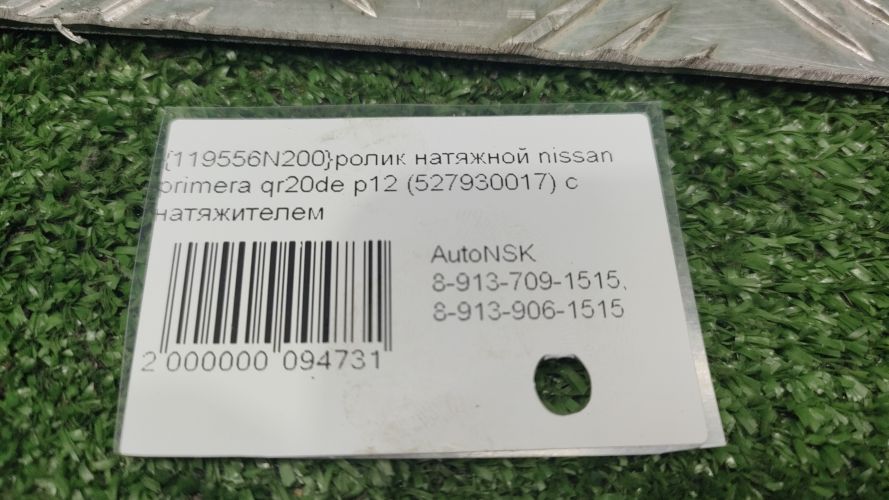 {119556N200}ролик натяжной nissan
primera qr20de p12 (527930017) с
натяжителем
AutoNSK
8-913-709-1515,
8-913-906-1515
2 000000 094731